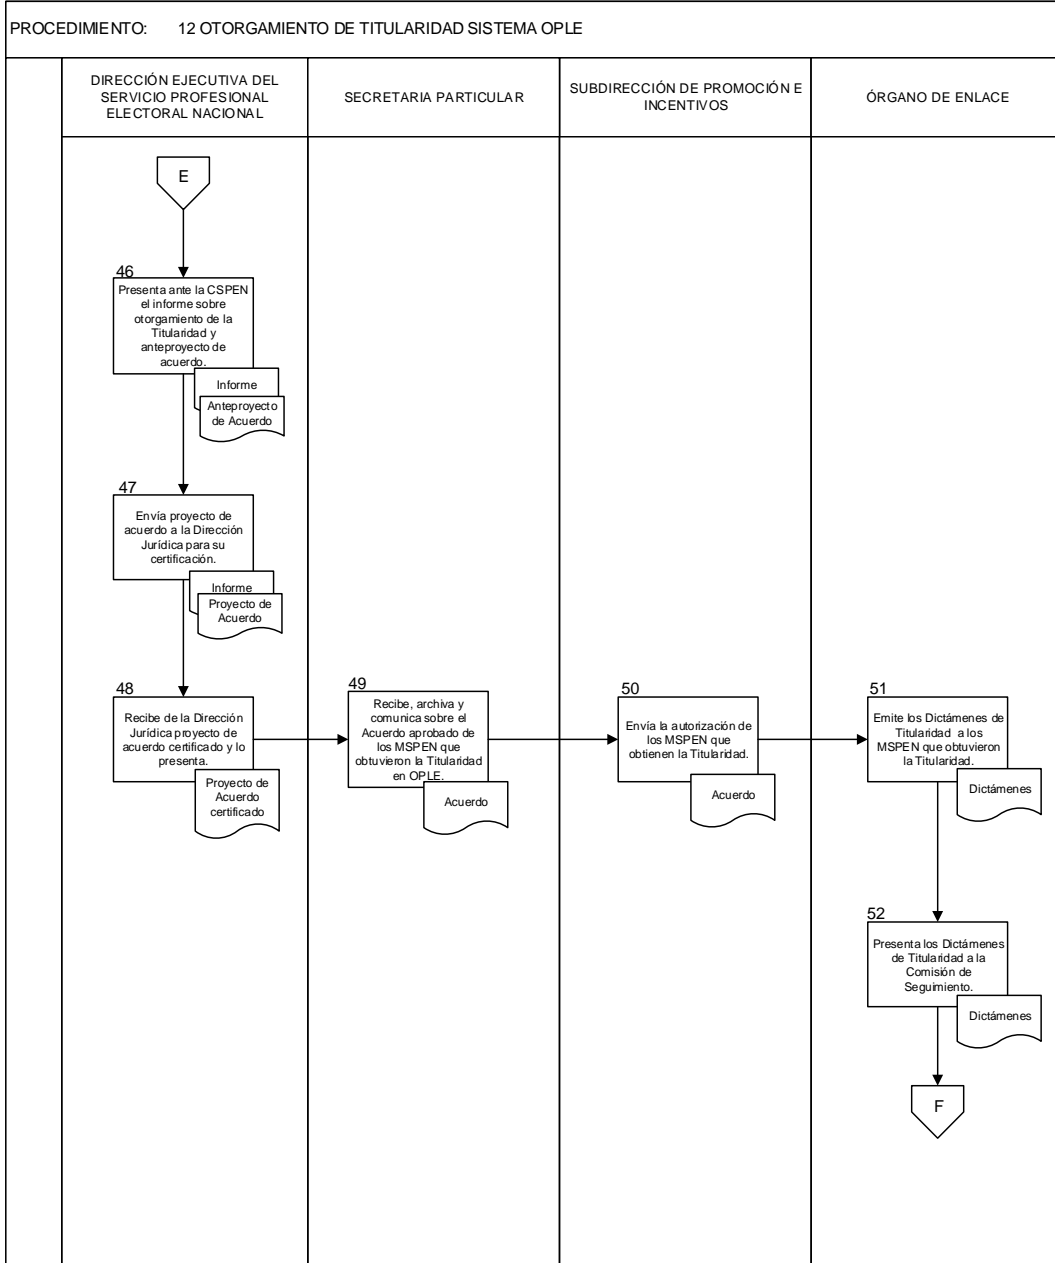 PROCEDIMIENTO: 12 OTORGAMIENTO DE TITULARIDAD SISTEMA OPLE
DIRECCIÓN EJECUTIVA DEL
SERVICIO PROFESIONAL
ELECTORAL NACIONAL
SECRETARIA PARTICULAR
SUBDIRECCIÓN DE PROMOCIÓN E
INCENTIVOS
ÓRGANO DE ENLACE
E
46
Presenta ante la CSPEN
el informe sobre
otorgamiento de la
Titularidad y
anteproyecto de
acuerdo.
Informe
Anteproyecto
de Acuerdo
47
Envía proyecto de
acuerdo a la Dirección
Jurídica para su
certificación.
Informe
Proyecto de
Acuerdo
48
Recibe de la Dirección
Jurídica proyecto de
acuerdo certificado y lo
presenta.
Proyecto de
Acuerdo
certificado
49
Recibe, archiva y
comunica sobre el
Acuerdo aprobado de
los MSPEN que
obtuvieron la Titularidad
en OPLE.
Acuerdo
50
Envía la autorización de
los MSPEN que
obtienen la Titularidad.
Acuerdo
51
Emite los Dictámenes de
Titularidad a los
MSPEN que obtuvieron
la Titularidad.
Dictámenes
52
Presenta los Dictámenes
de Titularidad a la
Comisión de
Seguimiento.
Dictámenes
F